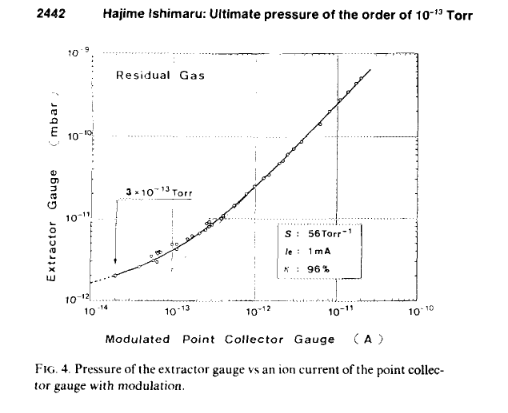 2442 Hajime Ishimaru: Ultimate pressure of the order of 10⁻¹³ Torr
10⁻⁹
Residual Gas
10⁻¹⁰
Extractor Gauge (mbar)
3×10⁻¹³ Torr
10⁻¹¹
S : 56 Torr⁻¹
Ie : 1mA
K : 96%
10⁻¹²
10⁻¹⁴ 10⁻¹³ 10⁻¹² 10⁻¹¹ 10⁻¹⁰
Modulated Point Collector Gauge (A)
FIG. 4. Pressure of the extractor gauge vs an ion current of the point collec-
tor gauge with modulation.